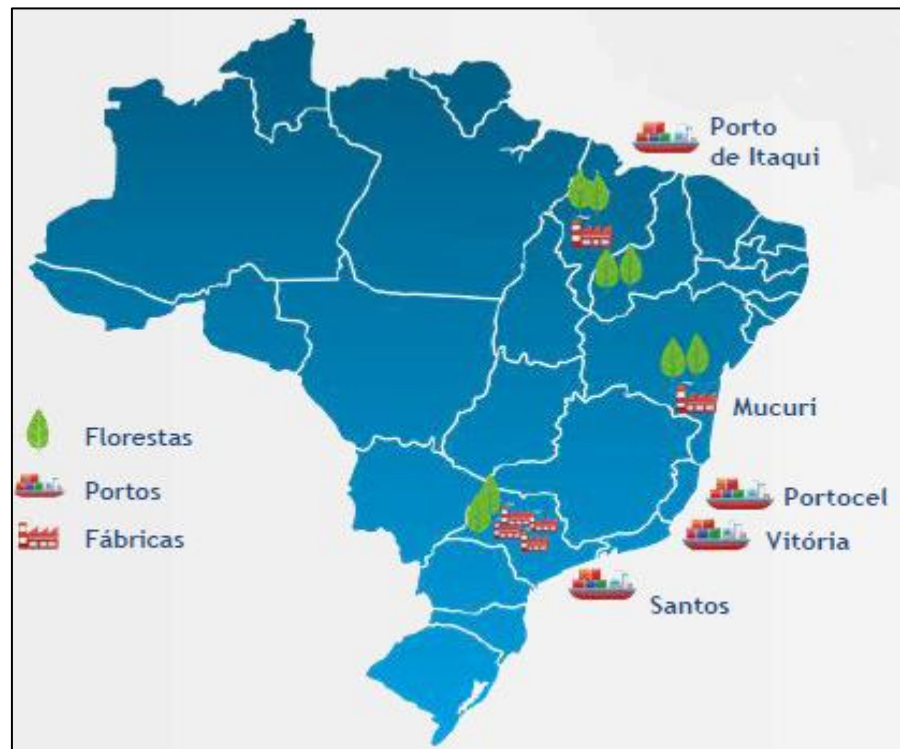 Porto
de Itaqui
Mucuri
Florestas
Portos
Fábricas
Portocel
Vitória
Santos